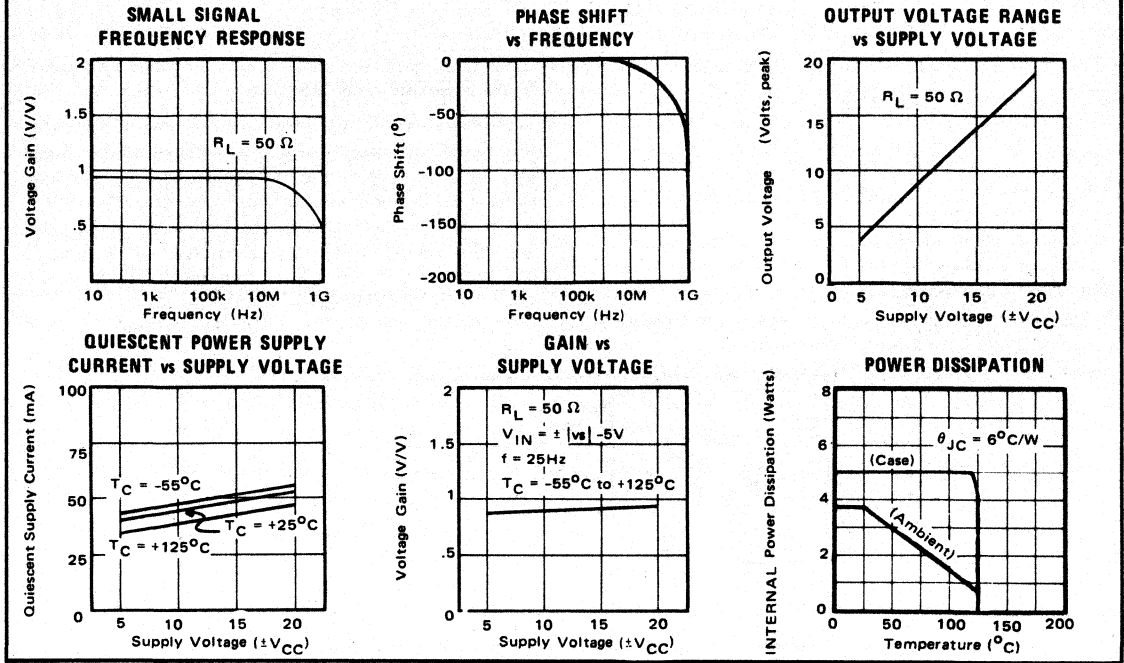 SMALL SIGNAL
FREQUENCY RESPONSE
Voltage Gain (V/V)
2
1.5
1
.5
R_L = 50 Ω
10 1k 100k 10M 1G
Frequency (Hz)
PHASE SHIFT
vs FREQUENCY
Phase Shift (°)
0
-50
-100
-150
-200
10 1k 100k 10M 1G
Frequency (Hz)
OUTPUT VOLTAGE RANGE
vs SUPPLY VOLTAGE
Output Voltage (Volts, peak)
20
15
10
5
0
R_L = 50 Ω
0 5 10 15 20
Supply Voltage (±V_CC)
QUIESCENT POWER SUPPLY
CURRENT vs SUPPLY VOLTAGE
Quiescent Supply Current (mA)
100
75
50
25
0
T_C = -55°C
T_C = +25°C
T_C = +125°C
5 10 15 20
Supply Voltage (±V_CC)
GAIN vs
SUPPLY VOLTAGE
Voltage Gain (V/V)
2
1.5
1
.5
0
R_L = 50 Ω
V_IN = ± |vs| -5V
f = 25Hz
T_C = -55°C to +125°C
5 10 15 20
Supply Voltage (±V_CC)
POWER DISSIPATION
INTERNAL Power Dissipation (Watts)
8
6
4
2
0
θ_JC = 6°C/W
(Case)
(Ambient)
0 50 100 150 200
Temperature (°C)